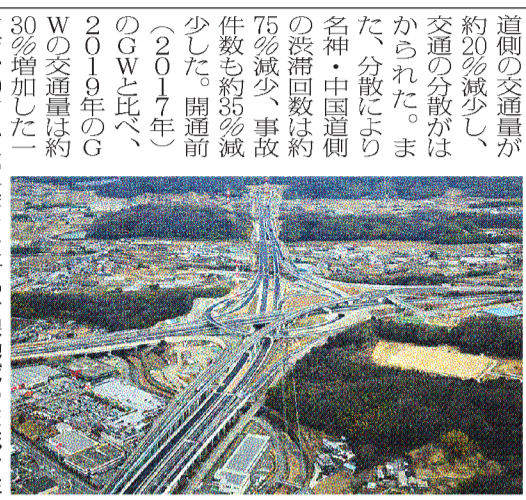 道側の交通量が
約20%減少し、
交通の分散がは
かられた。ま
た、分散により
名神・中国道側
の渋滞回数は約
75%減少、事故
件数も約35%減
少した。開通前
（2017年）
のGWと比べ、
2019年のG
Wの交通量は約
30%増加した一